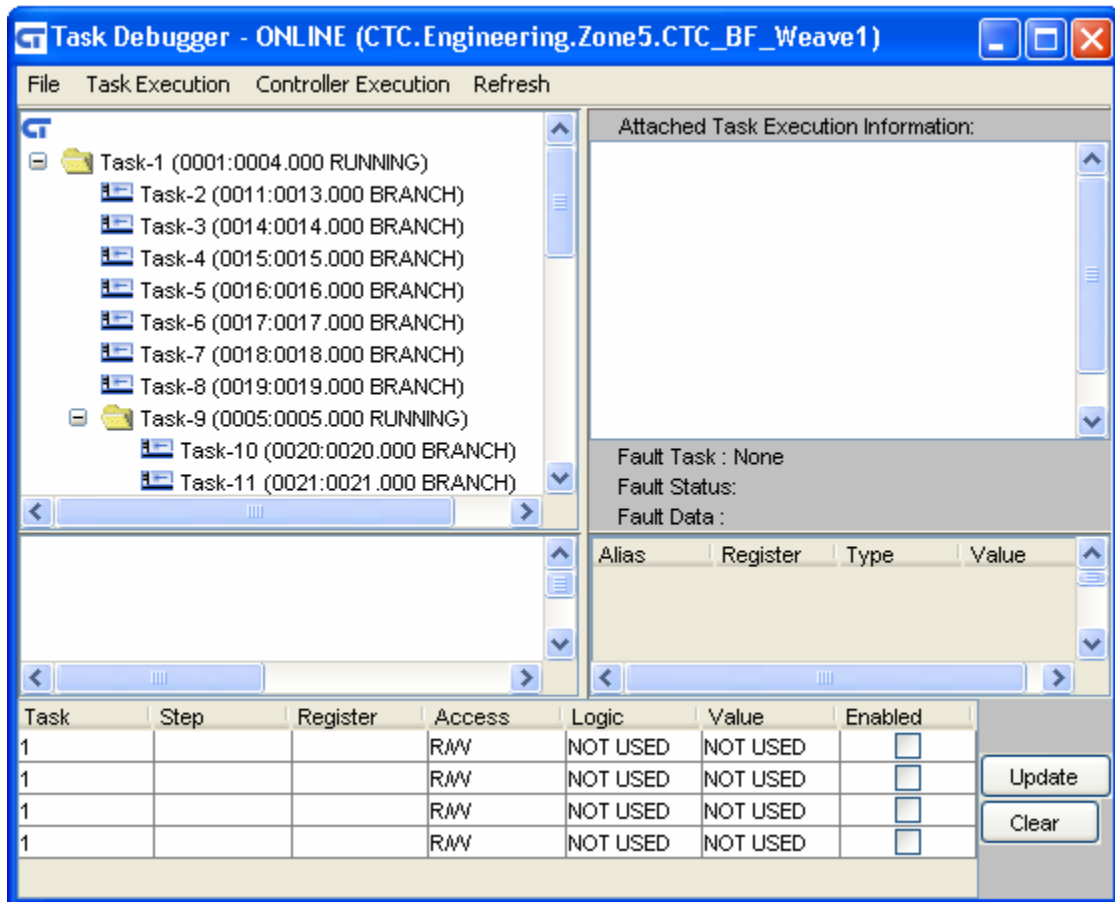 CT Task Debugger - ONLINE (CTC.Engineering.Zone5.CTC_BF_Weave1)
File Task Execution Controller Execution Refresh
CT
Task-1 (0001:0004.000 RUNNING)
Task-2 (0011:0013.000 BRANCH)
Task-3 (0014:0014.000 BRANCH)
Task-4 (0015:0015.000 BRANCH)
Task-5 (0016:0016.000 BRANCH)
Task-6 (0017:0017.000 BRANCH)
Task-7 (0018:0018.000 BRANCH)
Task-8 (0019:0019.000 BRANCH)
Task-9 (0005:0005.000 RUNNING)
Task-10 (0020:0020.000 BRANCH)
Task-11 (0021:0021.000 BRANCH)
Attached Task Execution Information:
Fault Task : None
Fault Status:
Fault Data :
Alias Register Type Value
Task Step Register Access Logic Value Enabled
1 R/W NOT USED NOT USED
1 R/W NOT USED NOT USED
1 R/W NOT USED NOT USED
1 R/W NOT USED NOT USED
Update
Clear